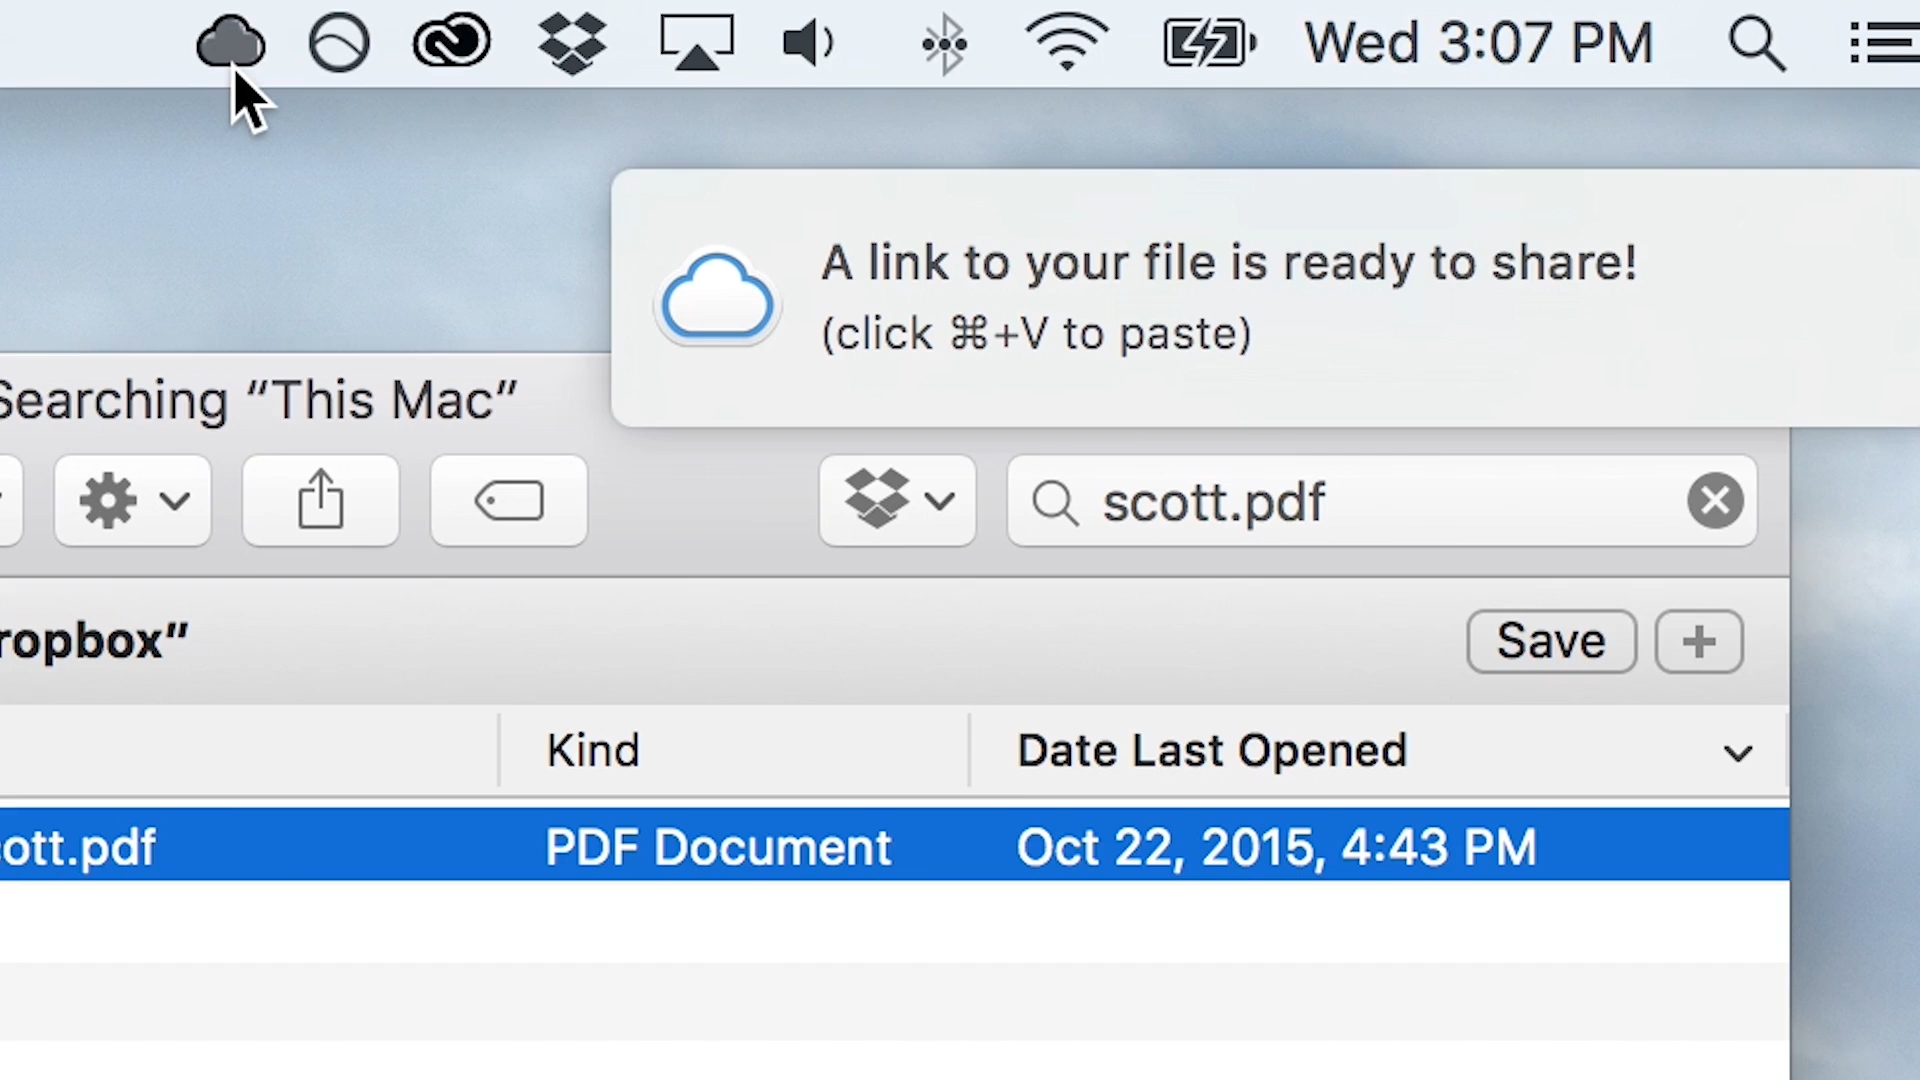 Wed 3:07 PM
A link to your file is ready to share!
(click ⌘+V to paste)
Searching “This Mac”
scott.pdf
ropbox”
Save
Kind
Date Last Opened
ott.pdf
PDF Document
Oct 22, 2015, 4:43 PM